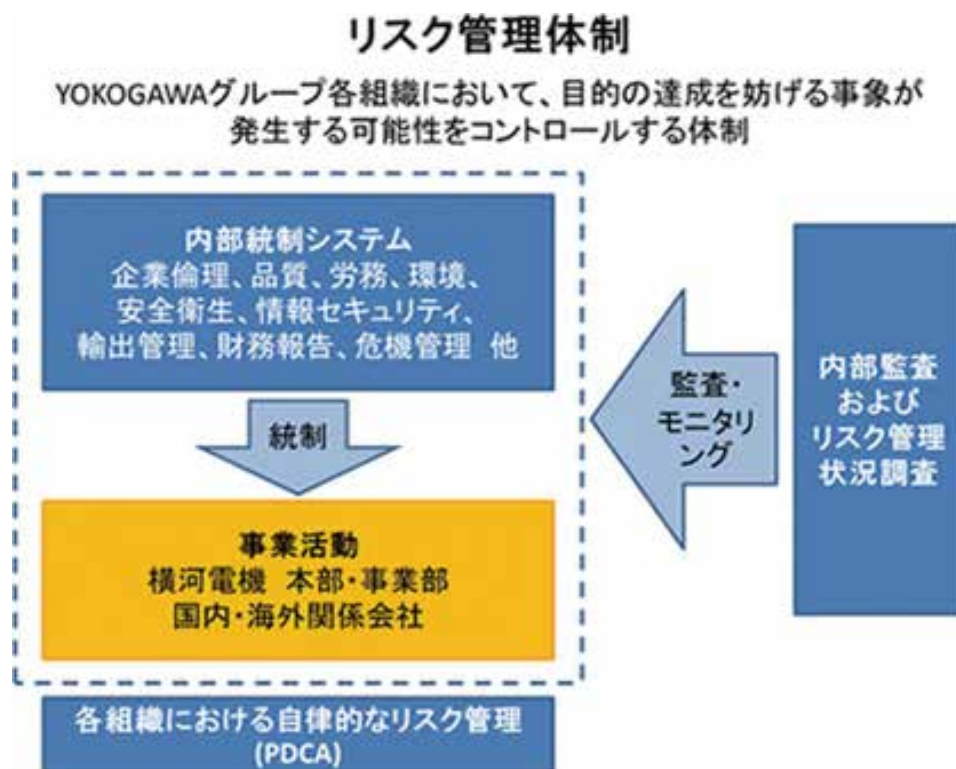 リスク管理体制
YOKOGAWAグループ各組織において、目的の達成を妨げる事象が
発生する可能性をコントロールする体制
内部統制システム
企業倫理、品質、労務、環境、
安全衛生、情報セキュリティ、
輸出管理、財務報告、危機管理 他
統制
事業活動
横河電機 本部・事業部
国内・海外関係会社
監査・
モニタリ
ング
内部監査
および
リスク管理
状況調査
各組織における自律的なリスク管理
(PDCA)